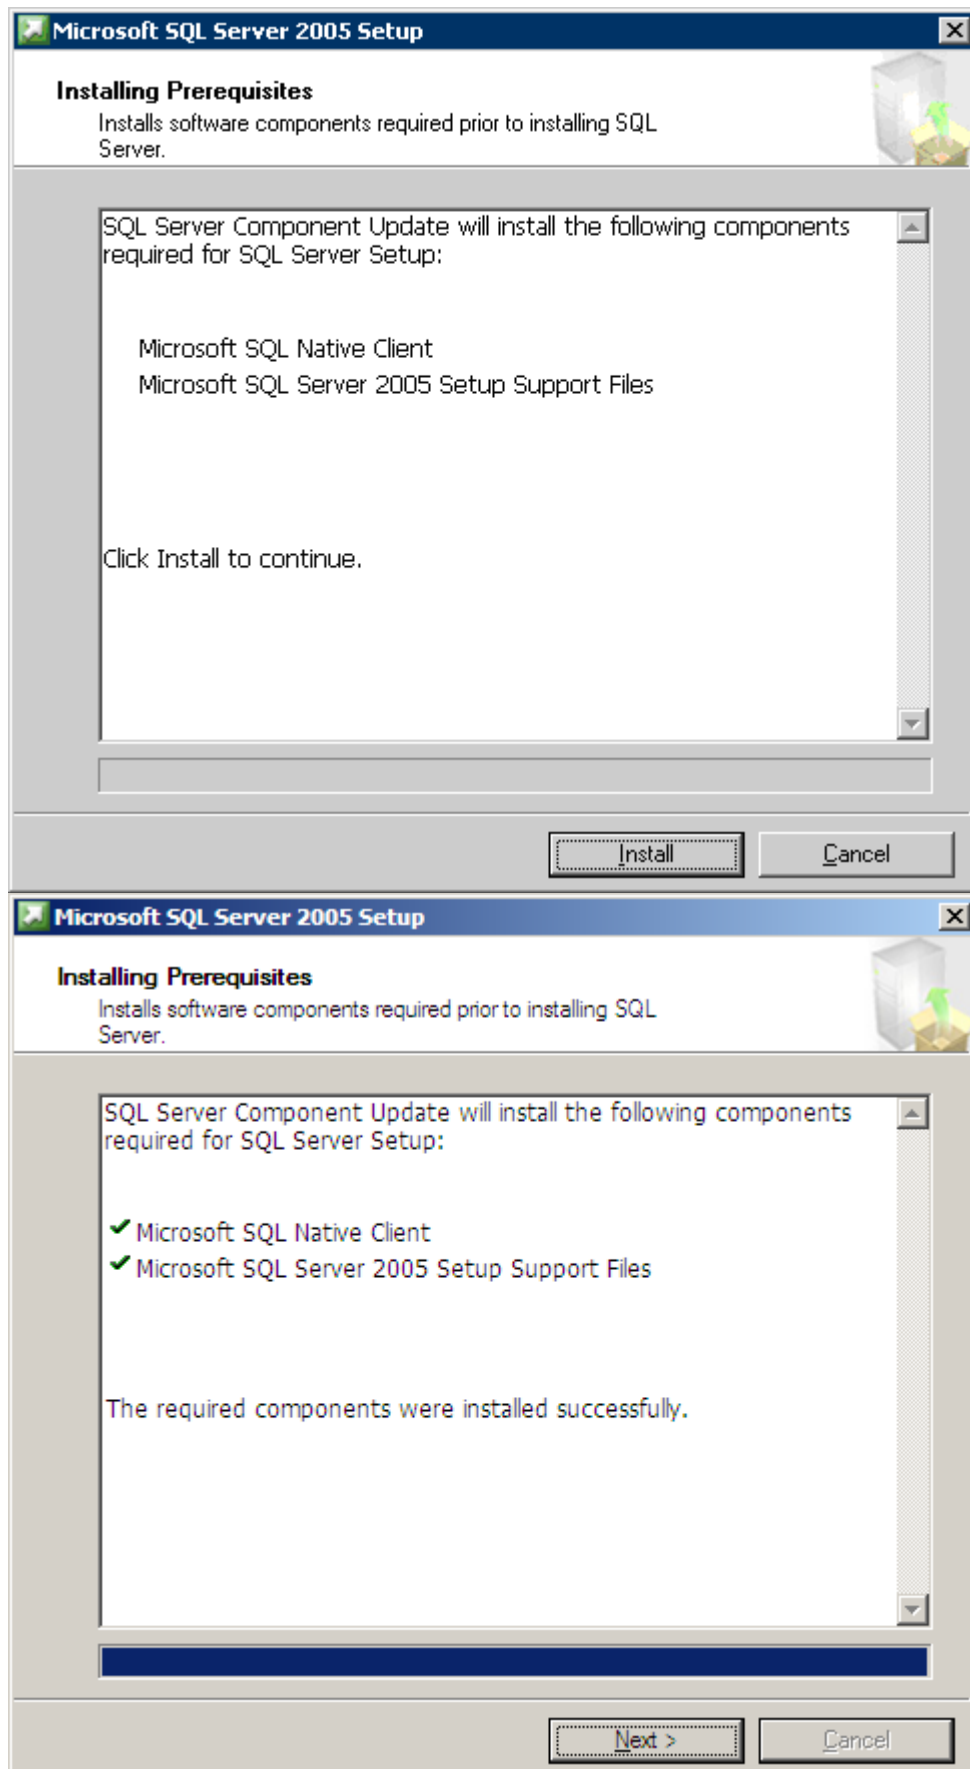 Microsoft SQL Server 2005 Setup
Installing Prerequisites
Installs software components required prior to installing SQL
Server.
SQL Server Component Update will install the following components
required for SQL Server Setup:
Microsoft SQL Native Client
Microsoft SQL Server 2005 Setup Support Files
Click Install to continue.
Install
Cancel
Microsoft SQL Server 2005 Setup
Installing Prerequisites
Installs software components required prior to installing SQL
Server.
SQL Server Component Update will install the following components
required for SQL Server Setup:
Microsoft SQL Native Client
Microsoft SQL Server 2005 Setup Support Files
The required components were installed successfully.
Next >
Cancel